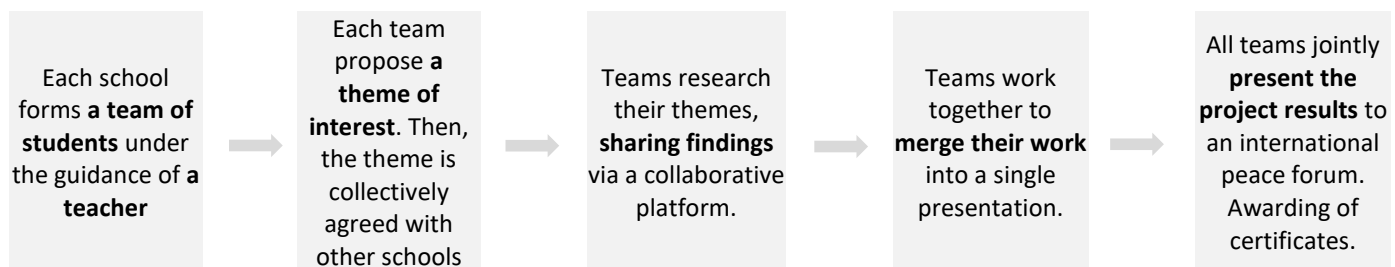 Each school
forms a team of
students under
the guidance of a
teacher
Each team
propose a
theme of
interest. Then,
the theme is
collectively
agreed with
other schools
Teams research
their themes,
sharing findings
via a collaborative
platform.
Teams work
together to
merge their work
into a single
presentation.
All teams jointly
present the
project results to
an international
peace forum.
Awarding of
certificates.